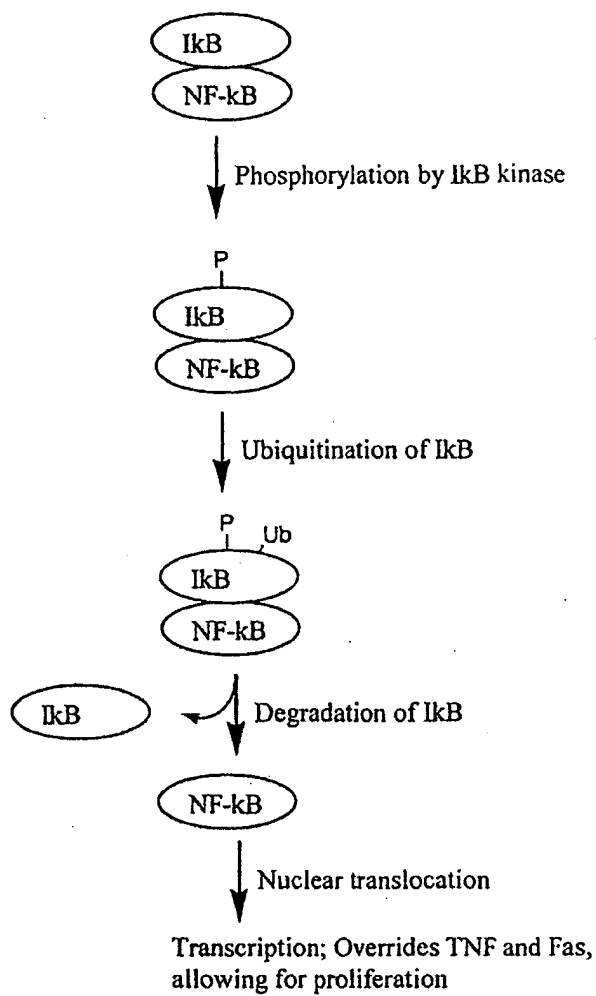 IkB
NF-kB
Phosphorylation by IkB kinase
P
IkB
NF-kB
Ubiquitination of IkB
P
Ub
IkB
NF-kB
IkB
Degradation of IkB
NF-kB
Nuclear translocation
Transcription; Overrides TNF and Fas,
allowing for proliferation